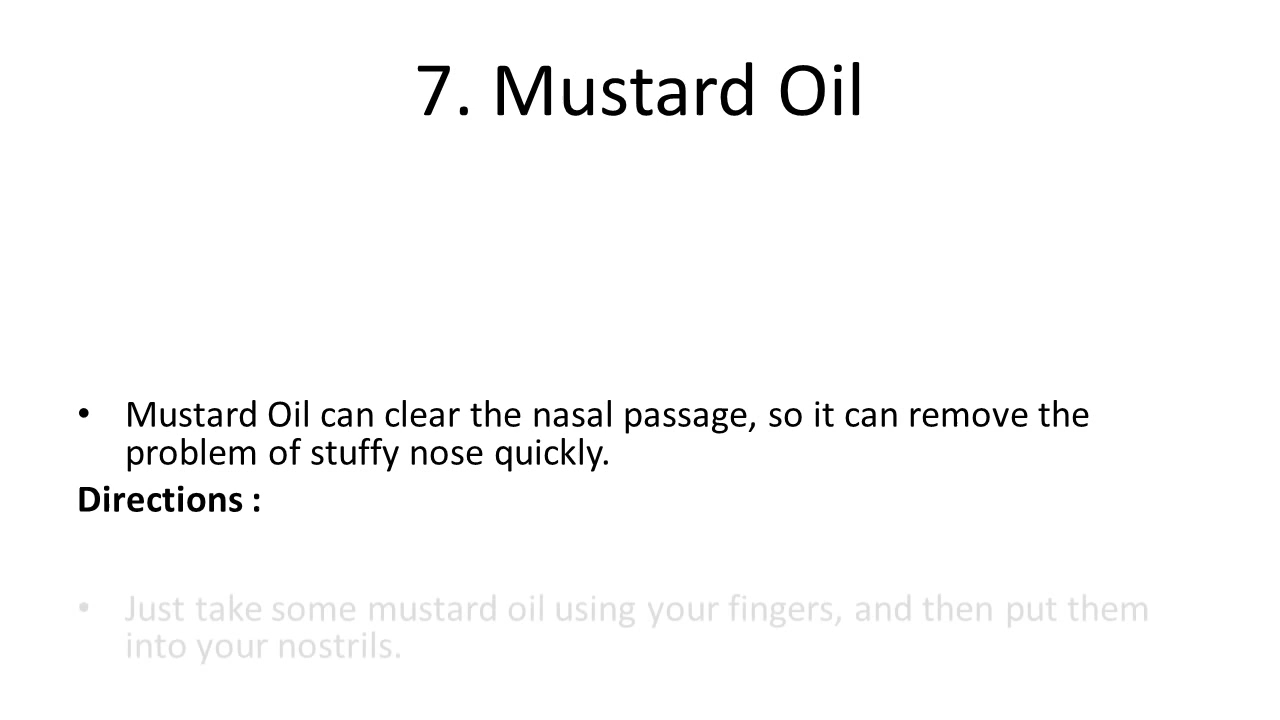 7. Mustard Oil
• Mustard Oil can clear the nasal passage, so it can remove the
problem of stuffy nose quickly.
Directions :
• Just take some mustard oil using your fingers, and then put them
into your nostrils.